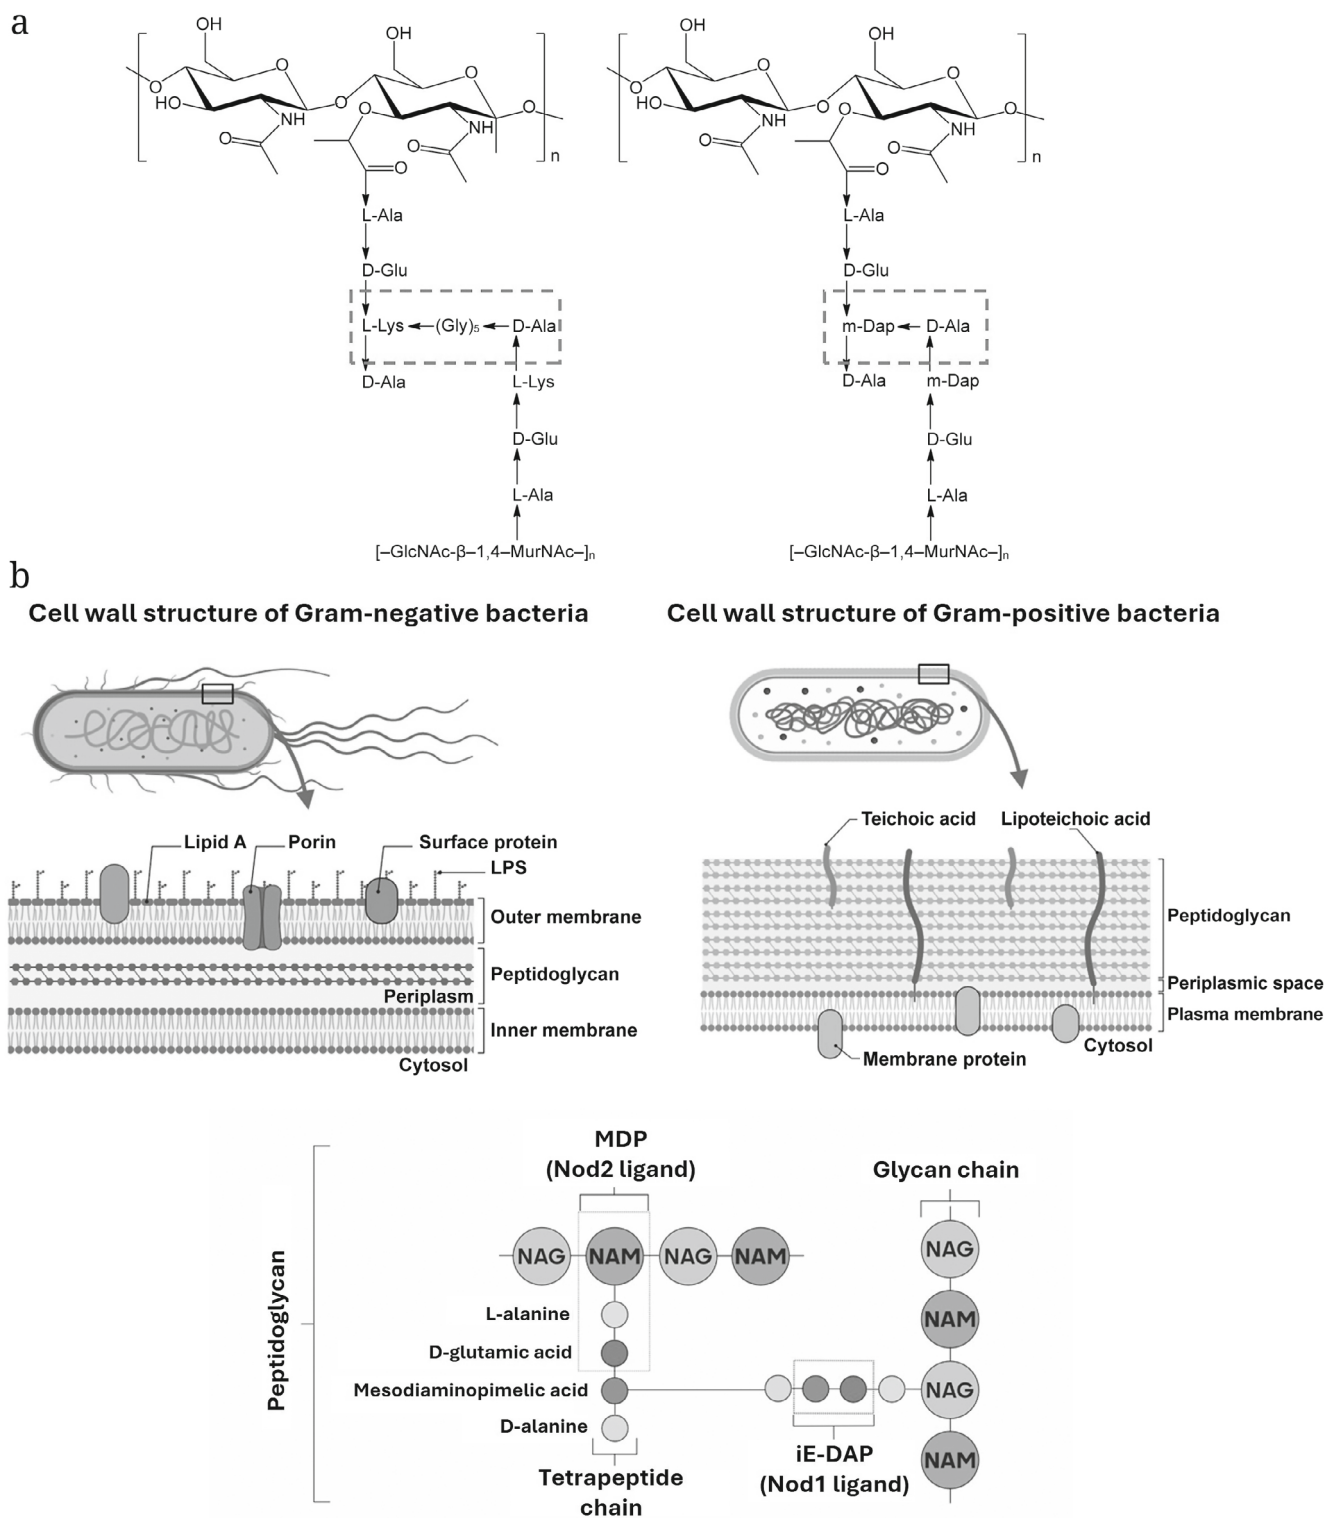 a
OH
OH
OH
OH
O
O
O
O
O
HO
O
O
NH
O
O
NH
O
n
O
HO
O
O
NH
O
O
NH
O
n
O
O
O
O
L-Ala
L-Ala
D-Glu
D-Glu
L-Lys
(Gly)5
D-Ala
m-Dap
D-Ala
D-Ala
L-Lys
D-Ala
m-Dap
D-Glu
D-Glu
L-Ala
L-Ala
[–GlcNAc-β–1,4–MurNAc–]n
[–GlcNAc-β–1,4–MurNAc–]n
b
Cell wall structure of Gram-negative bacteria
Cell wall structure of Gram-positive bacteria
Lipid A
Porin
Surface protein
LPS
Outer membrane
Peptidoglycan
Periplasm
Inner membrane
Cytosol
Teichoic acid
Lipoteichoic acid
Peptidoglycan
Periplasmic space
Plasma membrane
Cytosol
Membrane protein
MDP
(Nod2 ligand)
Glycan chain
Peptidoglycan
NAG
NAM
NAG
NAM
NAG
NAM
NAG
NAM
L-alanine
D-glutamic acid
Mesodiaminopimelic acid
D-alanine
Tetrapeptide
chain
iE-DAP
(Nod1 ligand)